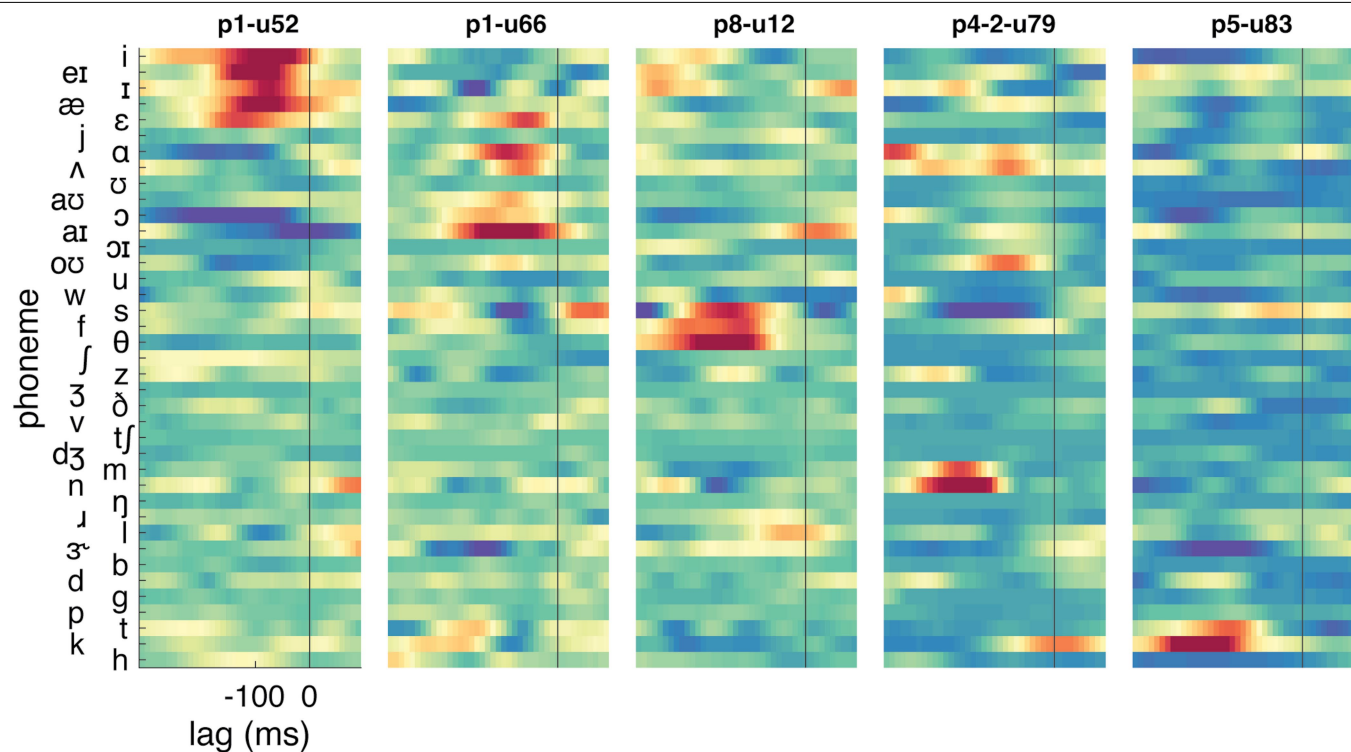 p1-u52 p1-u66 p8-u12 p4-2-u79 p5-u83
i
eɪ
ɪ
æ
ɛ
j
ɑ
ʌ
ʊ
aʊ
ɔ
aɪ
ɔɪ
oʊ
u
w
s
f
θ
ʃ
z
ʒ
ð
v
tʃ
dʒ
m
n
ŋ
ɹ
l
ɝ
b
d
g
p
t
k
h
phoneme
-100 0
lag (ms)